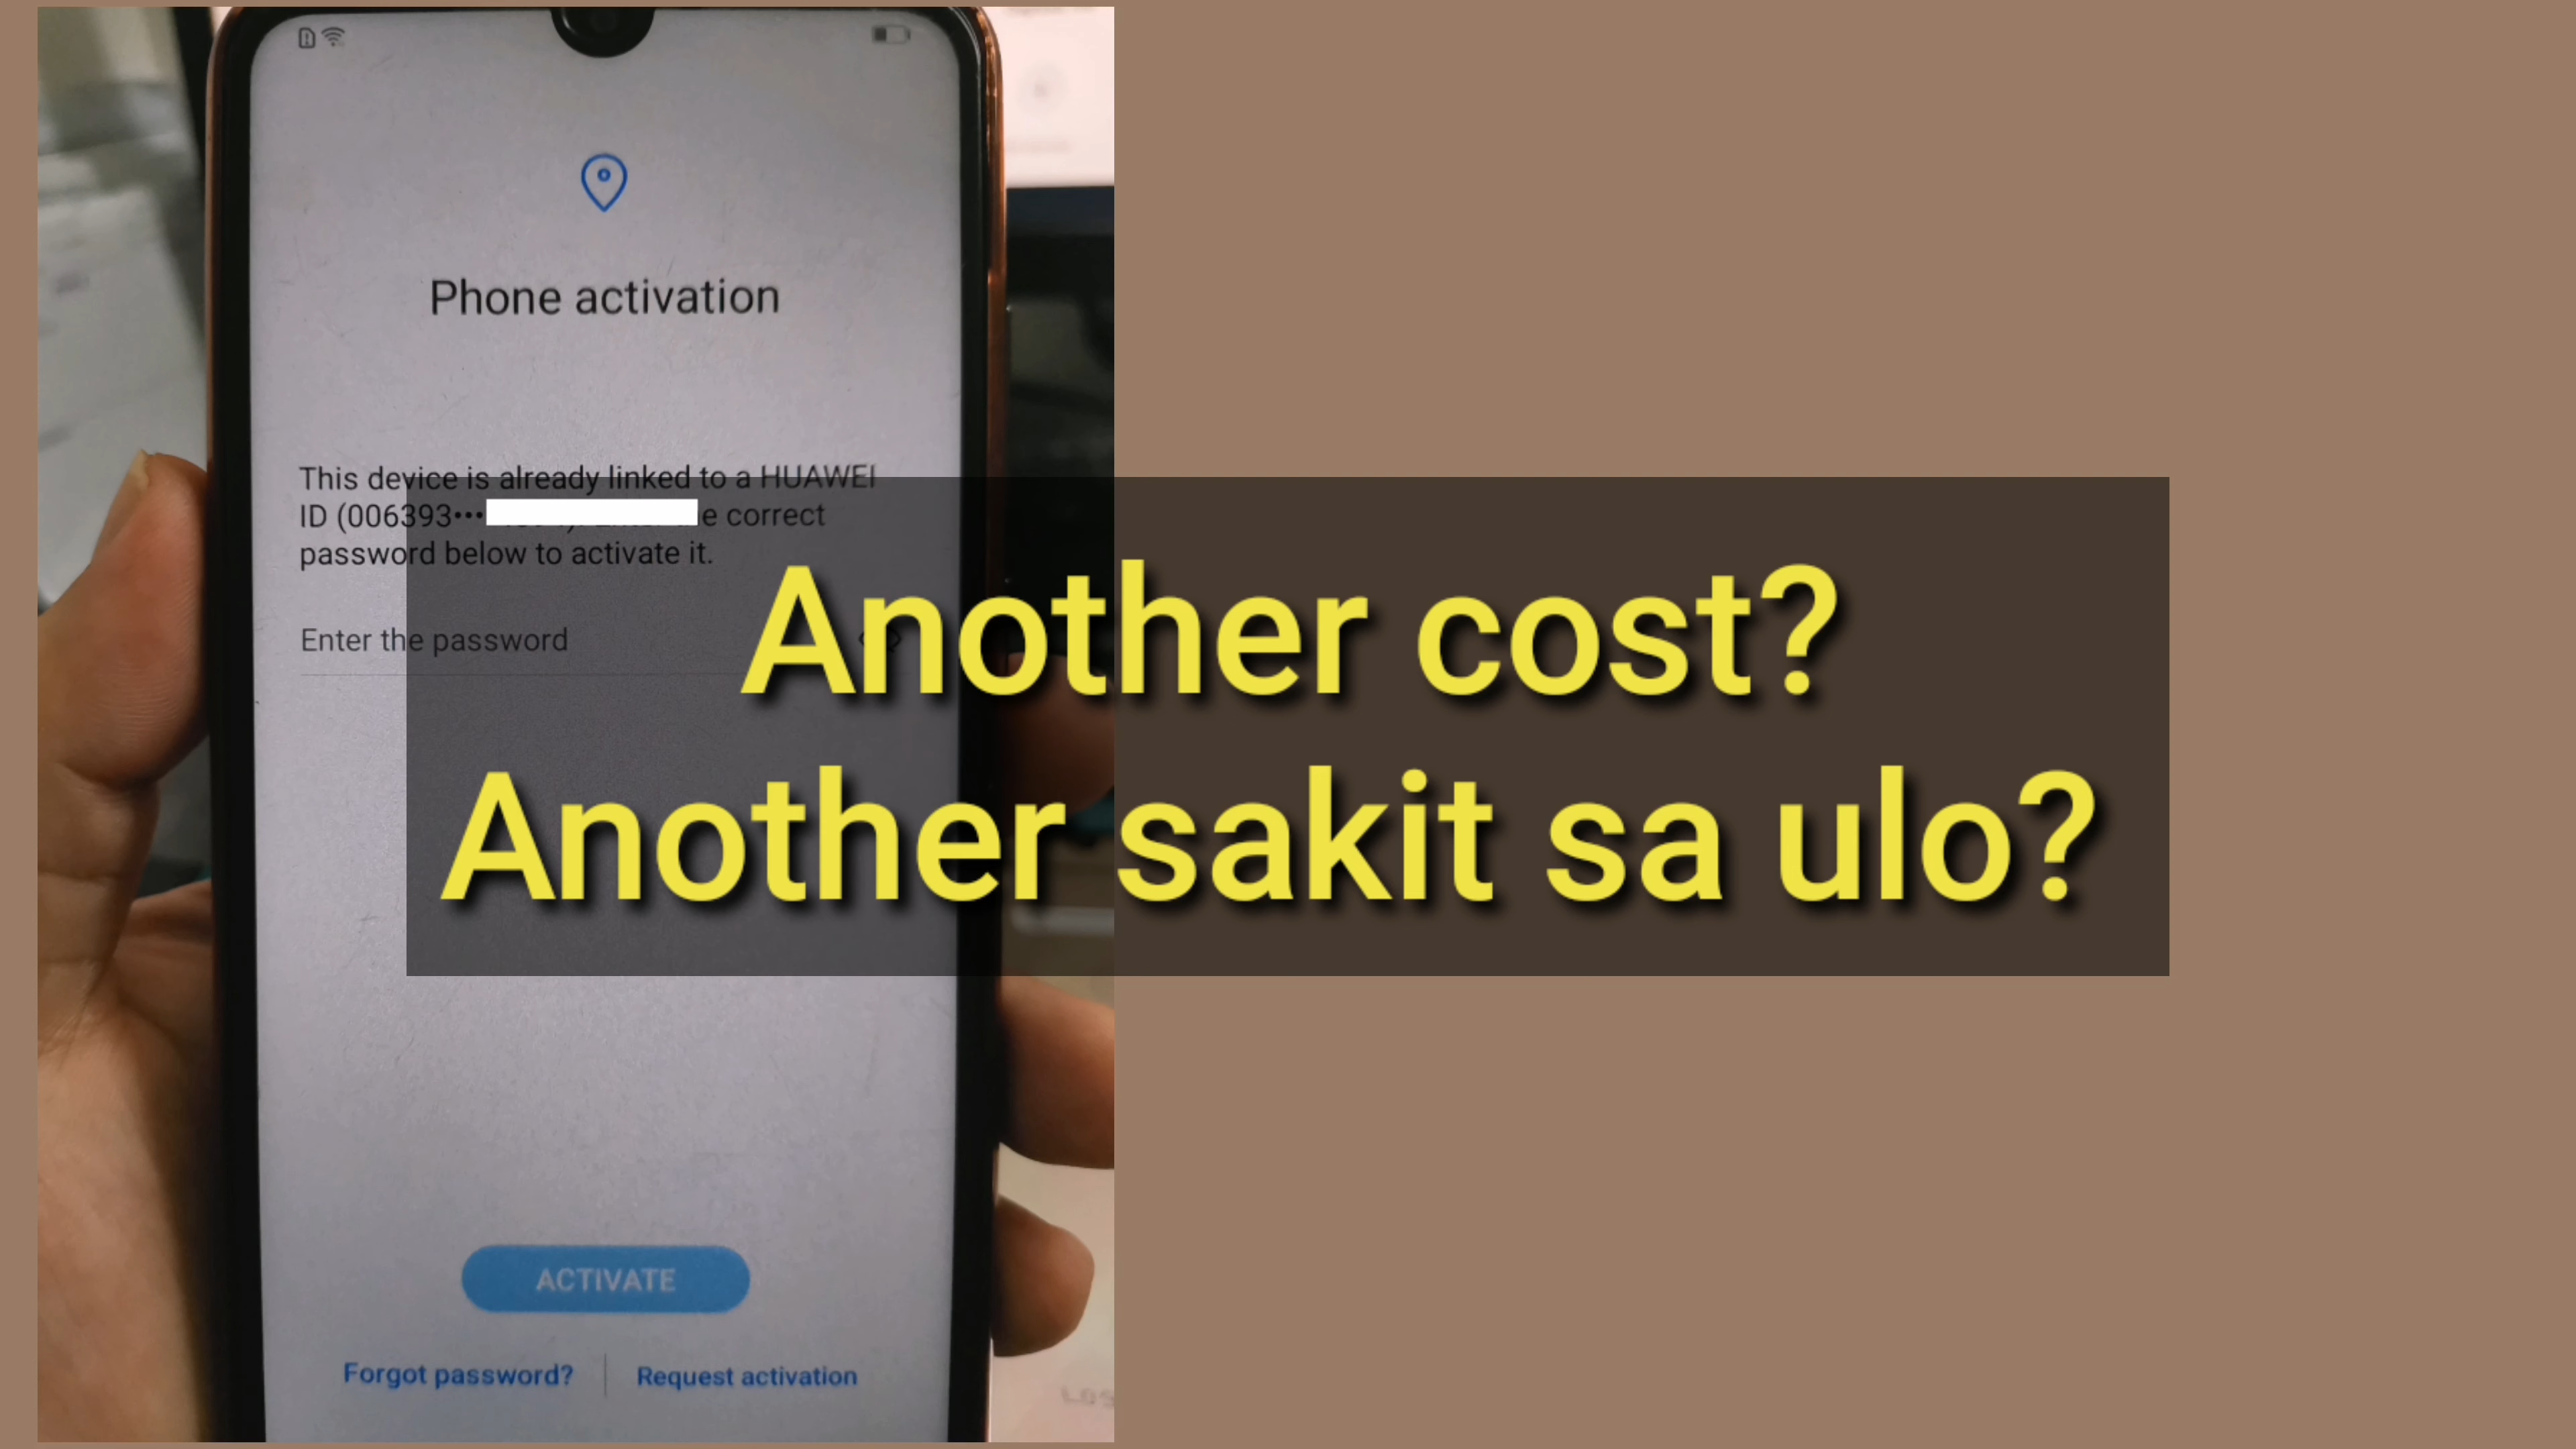 Phone activation
This device is already linked to a HUAWEI
ID (006393••• e correct
password below to activate it.
Enter the password
Another cost?
Another sakit sa ulo?
ACTIVATE
Forgot password? Request activation